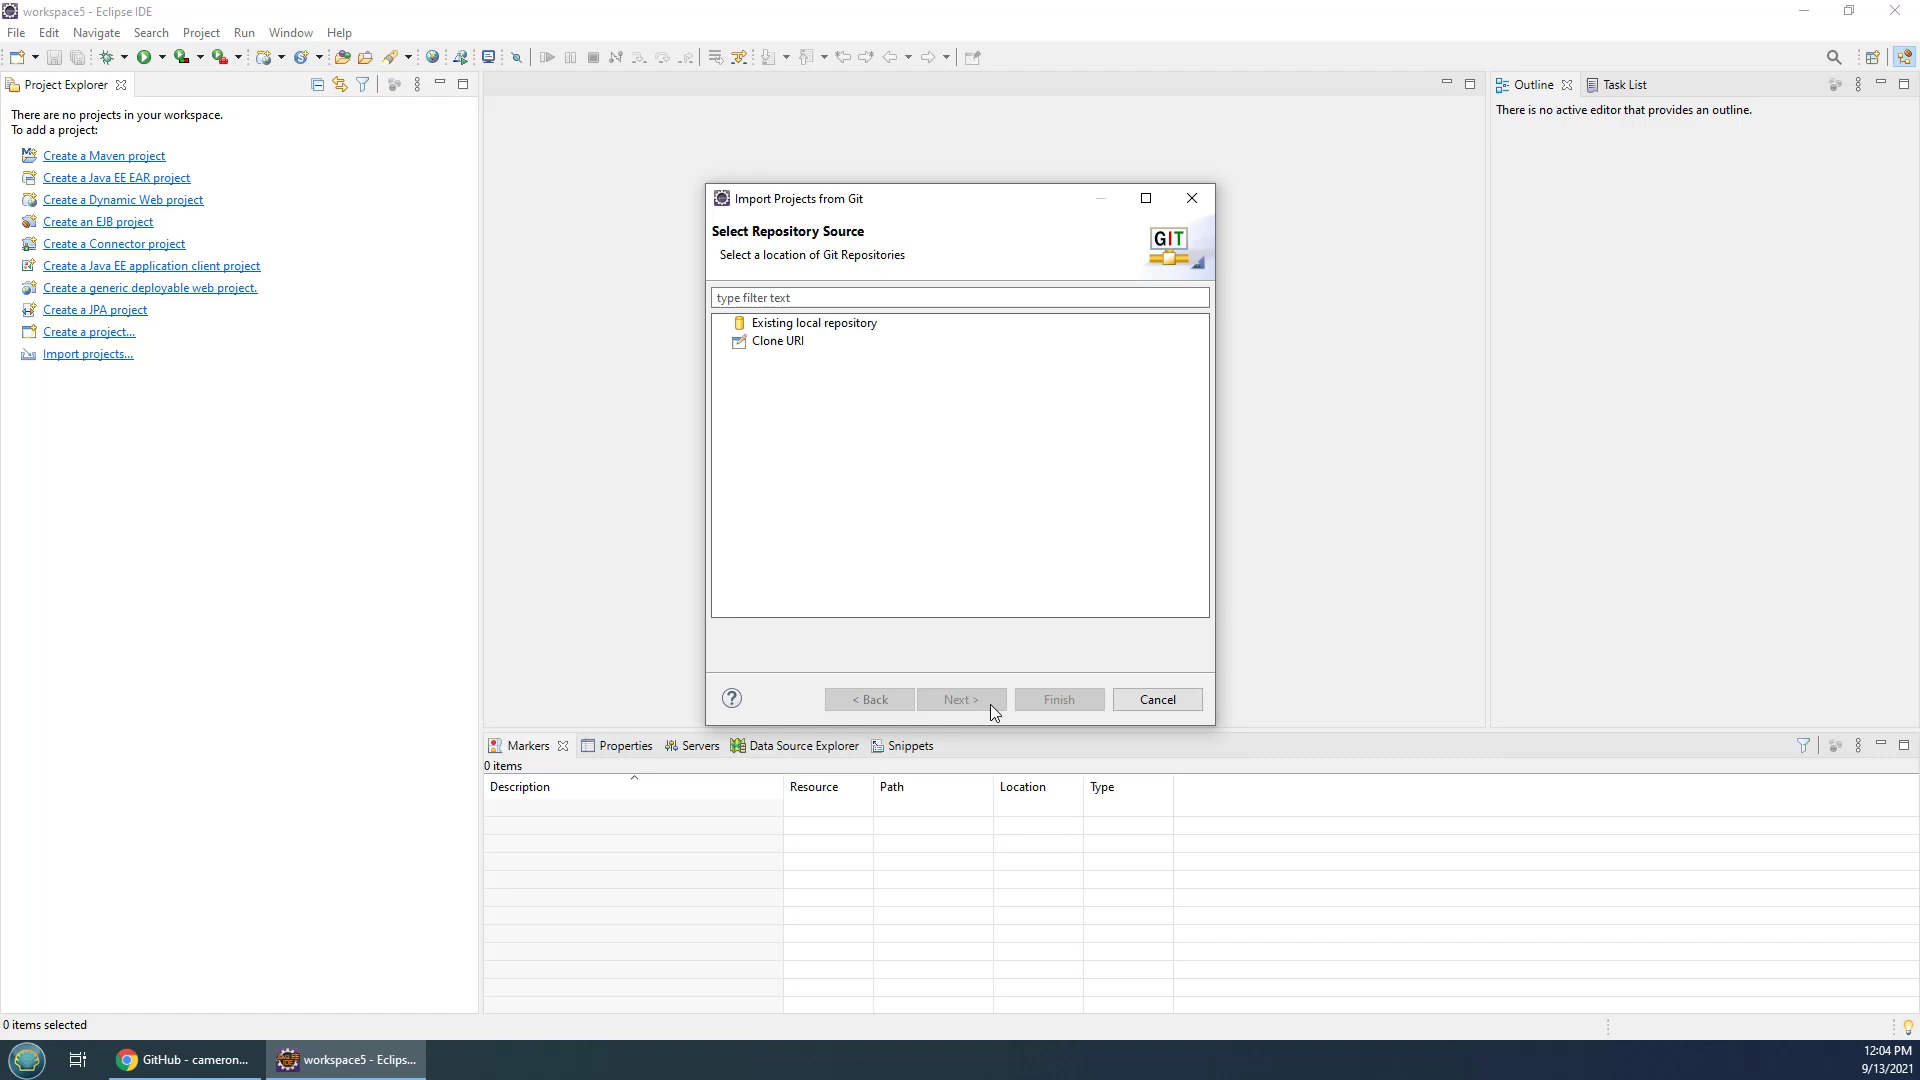 workspace5 - Eclipse IDE
File Edit Navigate Search Project Run Window Help
Project Explorer
There are no projects in your workspace.
To add a project:
Create a Maven project
Create a Java EE EAR project
Create a Dynamic Web project
Create an EJB project
Create a Connector project
Create a Java EE application client project
Create a generic deployable web project.
Create a JPA project
Create a project...
Import projects...
Import Projects from Git
Select Repository Source
Select a location of Git Repositories
GIT
type filter text
Existing local repository
Clone URI
< Back Next > Finish Cancel
Outline Task List
There is no active editor that provides an outline.
Markers Properties Servers Data Source Explorer Snippets
0 items
Description Resource Path Location Type
0 items selected
GitHub - cameron... workspace5 - Eclips...
12:04 PM
9/13/2021